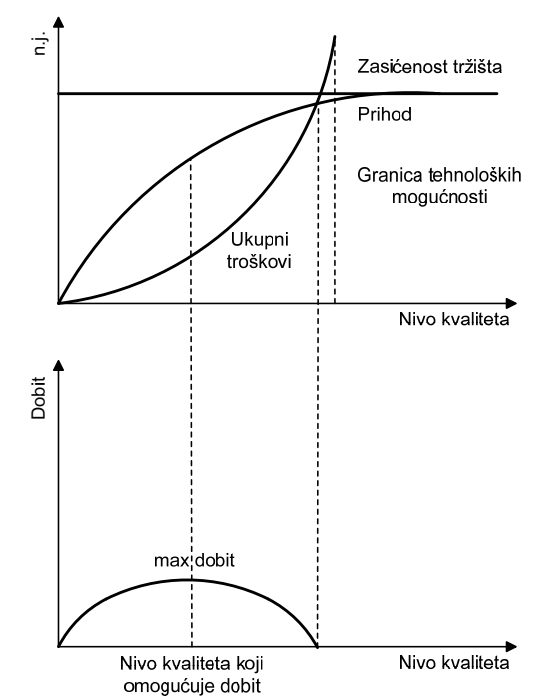 n.j.
Zasićenost tržišta
Prihod
Granica tehnoloških
mogućnosti
Ukupni
troškovi
Nivo kvaliteta
Dobit
max dobit
Nivo kvaliteta koji
omogućuje dobit
Nivo kvaliteta